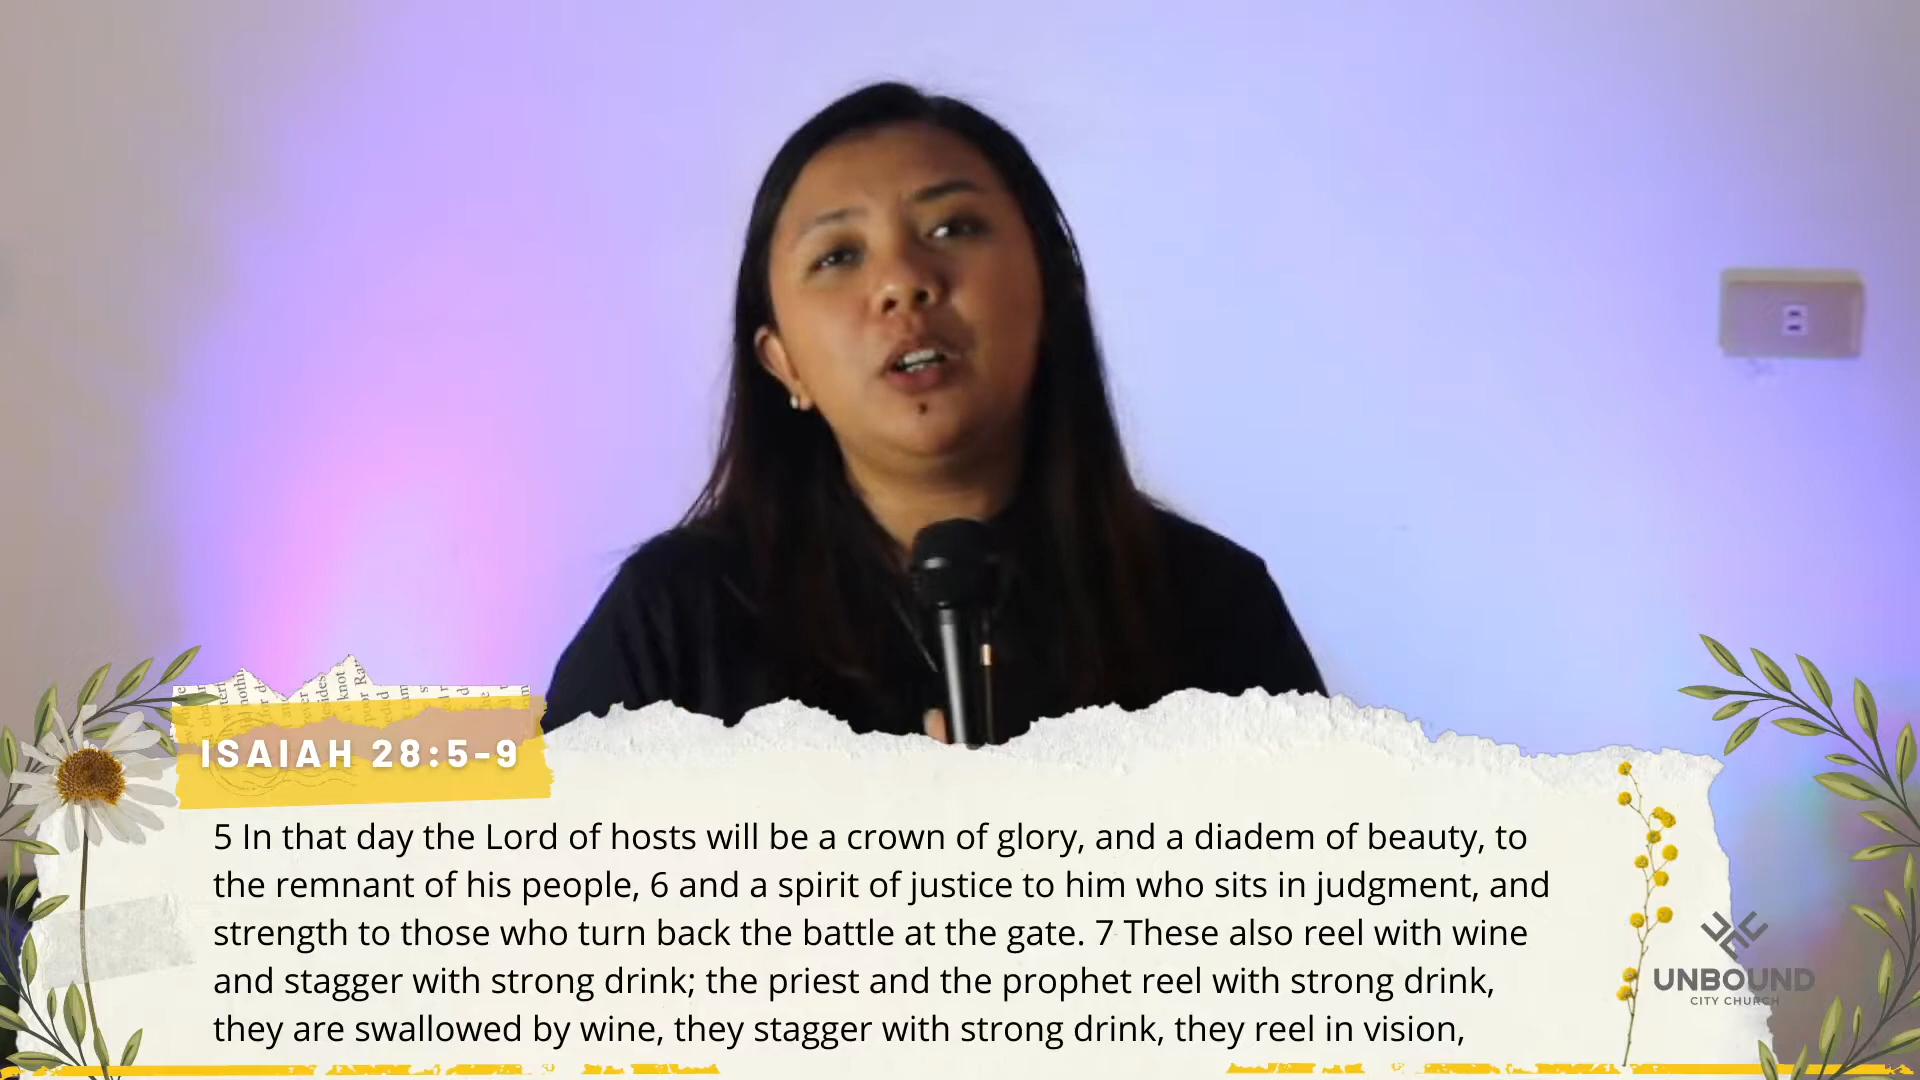 ISAIAH 28:5-9
5 In that day the Lord of hosts will be a crown of glory, and a diadem of beauty, to
the remnant of his people, 6 and a spirit of justice to him who sits in judgment, and
strength to those who turn back the battle at the gate. 7 These also reel with wine
and stagger with strong drink; the priest and the prophet reel with strong drink,
they are swallowed by wine, they stagger with strong drink, they reel in vision,
UNBOUND
CITY CHURCH